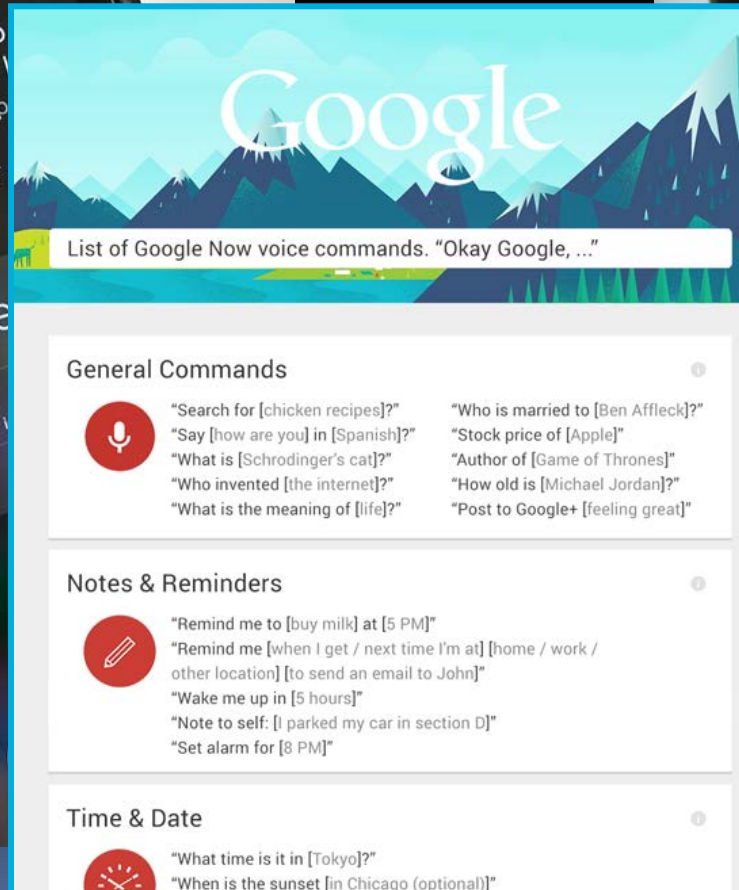 Google
List of Google Now voice commands. “Okay Google, ...”
General Commands
“Search for [chicken recipes]?”
“Say [how are you] in [Spanish]?”
“What is [Schrodinger's cat]?”
“Who invented [the internet]?”
“What is the meaning of [life]?”
“Who is married to [Ben Affleck]?”
“Stock price of [Apple]”
“Author of [Game of Thrones]”
“How old is [Michael Jordan]?”
“Post to Google+ [feeling great]”
Notes & Reminders
“Remind me to [buy milk] at [5 PM]”
“Remind me [when I get / next time I'm at] [home / work /
other location] [to send an email to John]”
“Wake me up in [5 hours]”
“Note to self: [I parked my car in section D]”
“Set alarm for [8 PM]”
Time & Date
“What time is it in [Tokyo]?”
“When is the sunset [in Chicago (optional)]”